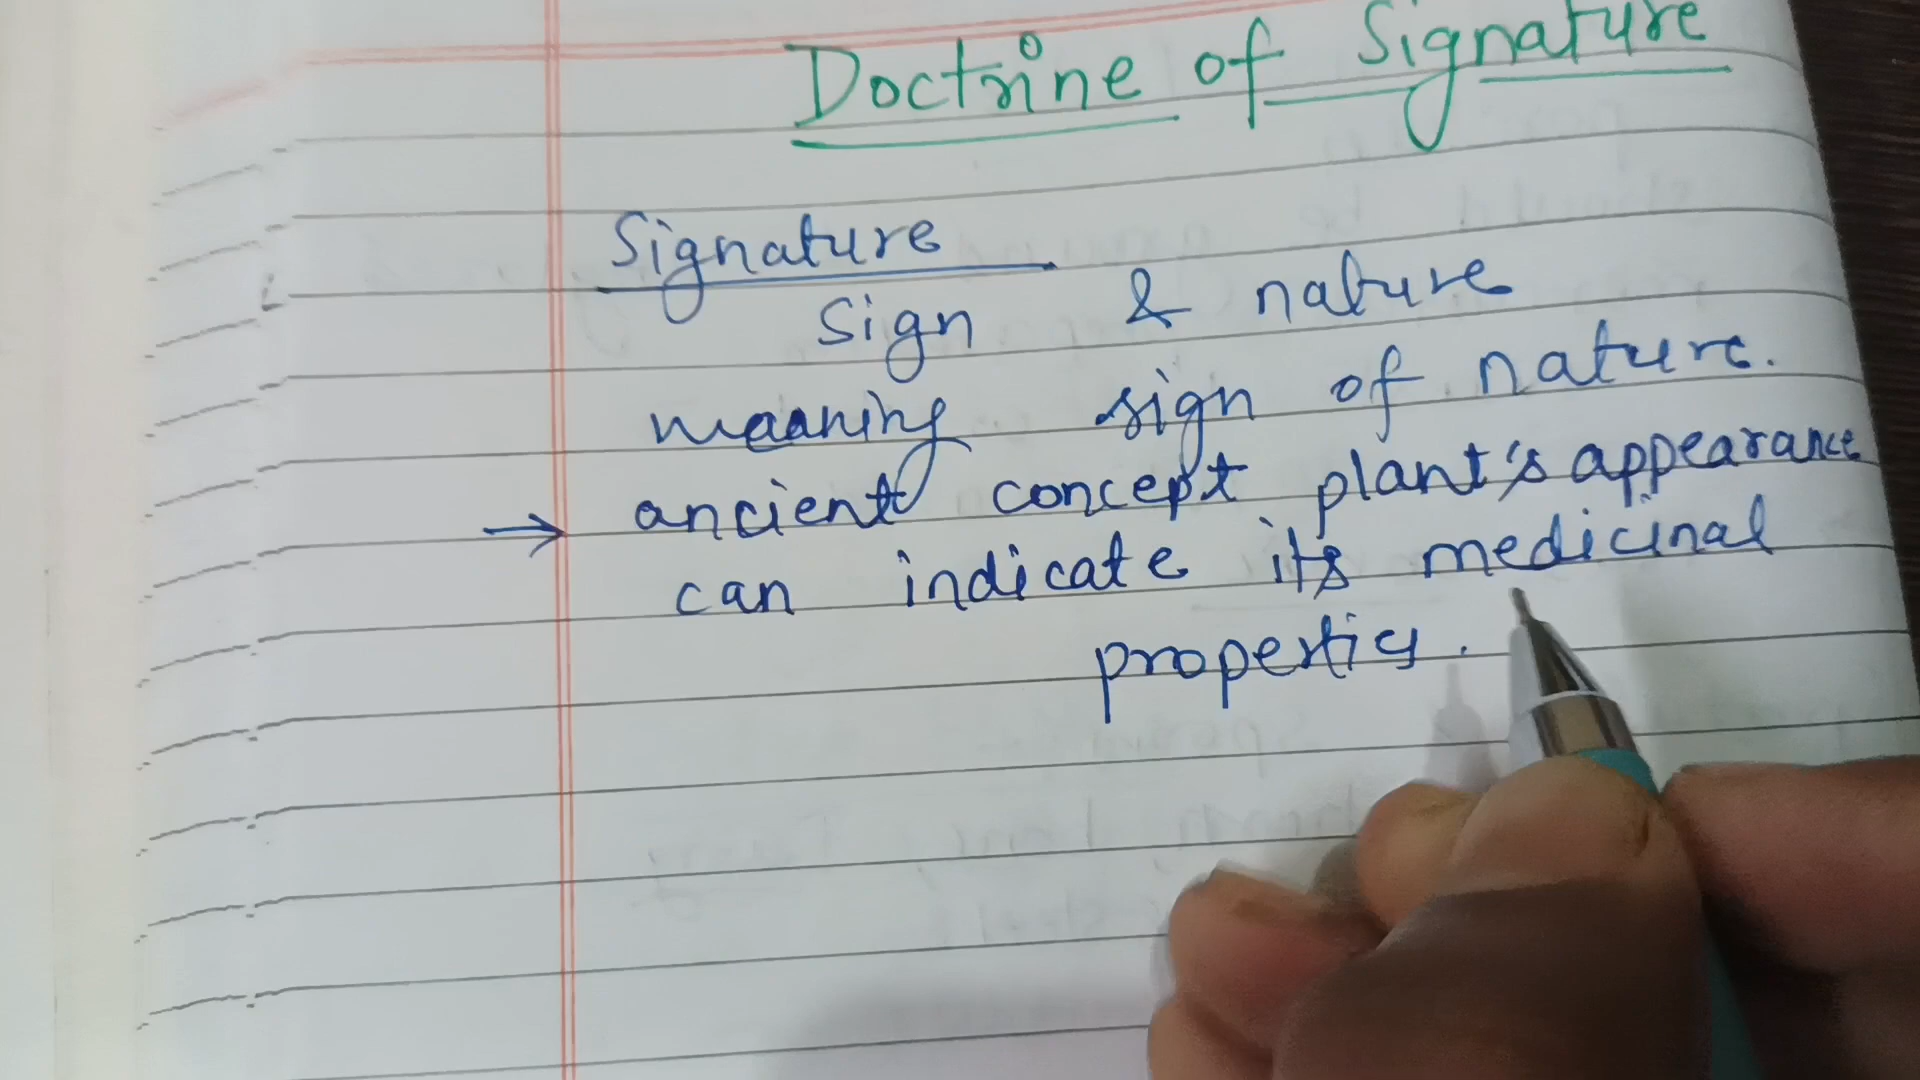 Doctrine of Signature
Signature
Sign & nature
meaning sign of nature.
→ ancient concept plant's appearance
can indicate its medicinal
properties.